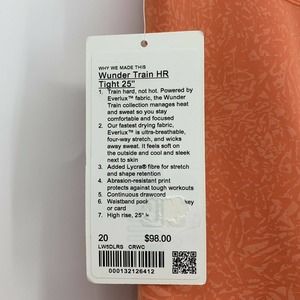 WHY WE MADE THIS
Wunder Train HR
Tight 25"
1. Train hard, not hot. Powered by
Everlux™ fabric, the Wunder
Train collection manages heat
and sweat so you stay
comfortable and focused
2. Our fastest drying fabric,
Everlux™ is ultra-breathable,
four-way stretch, and wicks
away sweat. It feels soft on
the outside and cool and sleek
next to skin
3. Added Lycra® fibre for stretch
and shape retention
4. Abrasion-resistant print
protects against tough workouts
5. Continuous drawcord
6. Waistband pock
or card
7. High rise, 25"
20 $98.00
LW5DLRS CRWC
000132126412